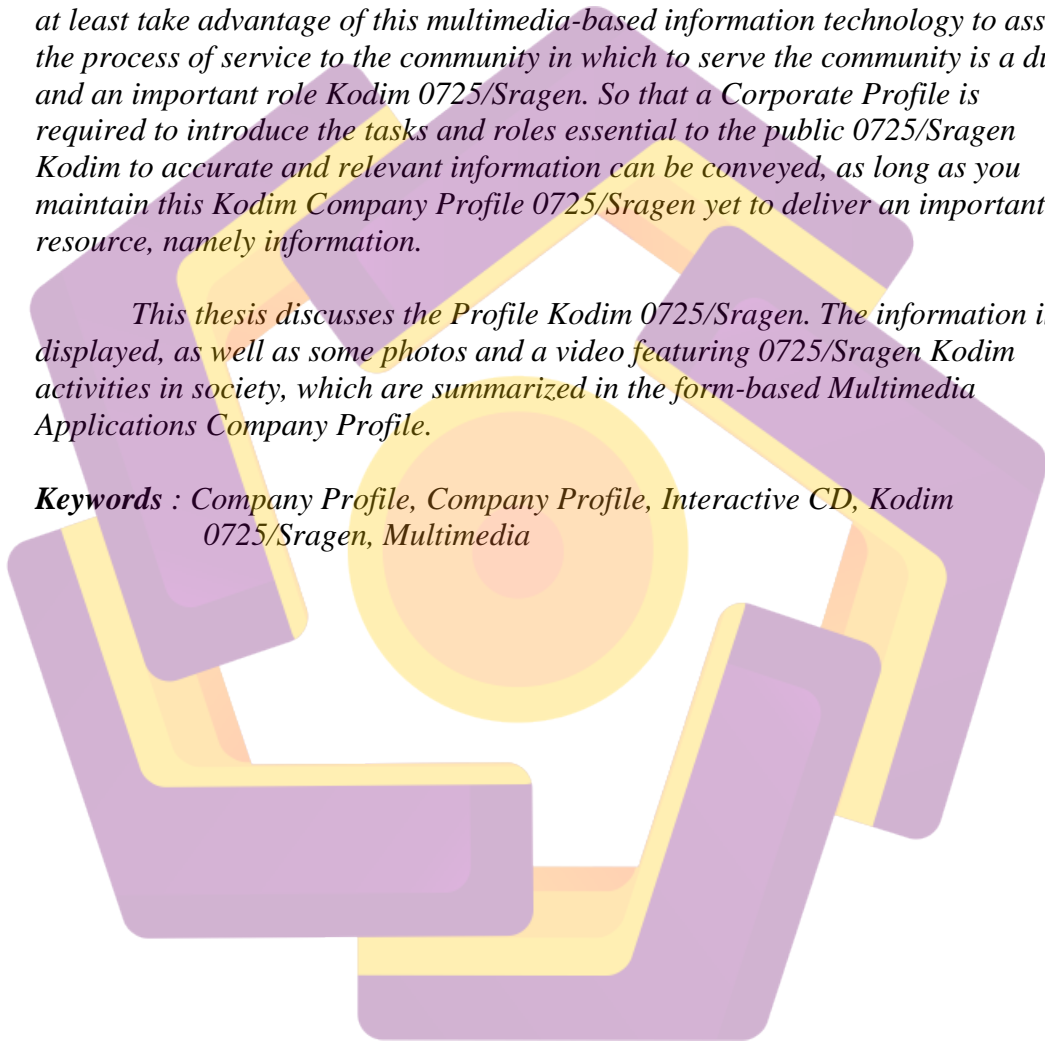 at least take advantage of this multimedia-based information technology to ass
the process of service to the community in which to serve the community is a du
and an important role Kodim 0725/Sragen. So that a Corporate Profile is
required to introduce the tasks and roles essential to the public 0725/Sragen
Kodim to accurate and relevant information can be conveyed, as long as you
maintain this Kodim Company Profile 0725/Sragen yet to deliver an important
resource, namely information.
This thesis discusses the Profile Kodim 0725/Sragen. The information i
displayed, as well as some photos and a video featuring 0725/Sragen Kodim
activities in society, which are summarized in the form-based Multimedia
Applications Company Profile.
Keywords : Company Profile, Company Profile, Interactive CD, Kodim
0725/Sragen, Multimedia